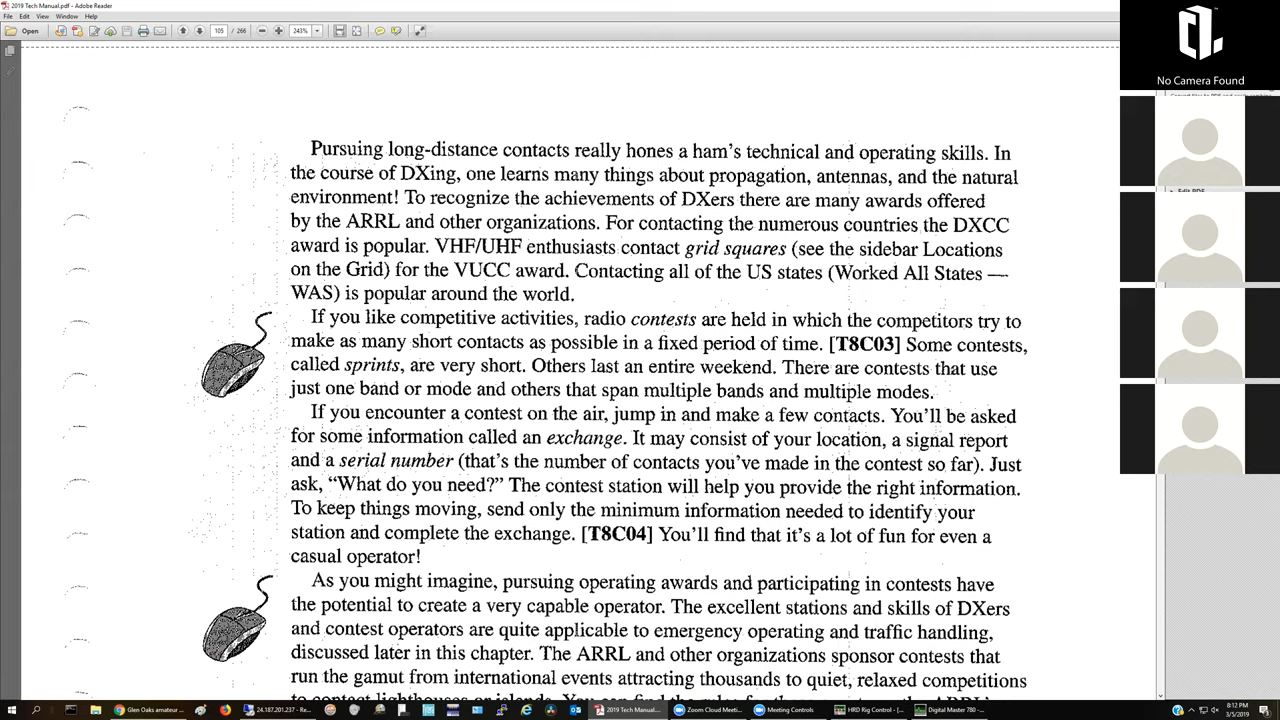 2019 Tech Manual.pdf - Adobe Reader
File Edit View Window Help
Open 105 / 266 243%
No Camera Found
Pursuing long-distance contacts really hones a ham's technical and operating skills. In
the course of DXing, one learns many things about propagation, antennas, and the natural
environment! To recognize the achievements of DXers there are many awards offered
by the ARRL and other organizations. For contacting the numerous countries the DXCC
award is popular. VHF/UHF enthusiasts contact grid squares (see the sidebar Locations
on the Grid) for the VUCC award. Contacting all of the US states (Worked All States —
WAS) is popular around the world.
If you like competitive activities, radio contests are held in which the competitors try to
make as many short contacts as possible in a fixed period of time. [T8C03] Some contests,
called sprints, are very short. Others last an entire weekend. There are contests that use
just one band or mode and others that span multiple bands and multiple modes.
If you encounter a contest on the air, jump in and make a few contacts. You'll be asked
for some information called an exchange. It may consist of your location, a signal report
and a serial number (that's the number of contacts you've made in the contest so far). Just
ask, “What do you need?” The contest station will help you provide the right information.
To keep things moving, send only the minimum information needed to identify your
station and complete the exchange. [T8C04] You'll find that it's a lot of fun for even a
casual operator!
As you might imagine, pursuing operating awards and participating in contests have
the potential to create a very capable operator. The excellent stations and skills of DXers
and contest operators are quite applicable to emergency operating and traffic handling,
discussed later in this chapter. The ARRL and other organizations sponsor contests that
run the gamut from international events attracting thousands to quiet, relaxed competitions
Glen Oaks amateur ...
24.187.201.237 - Re...
2019 Tech Manual....
Zoom Cloud Meeti...
Meeting Controls
HRD Rig Control - [...
Digital Master 780 -...
8:12 PM
3/5/2019